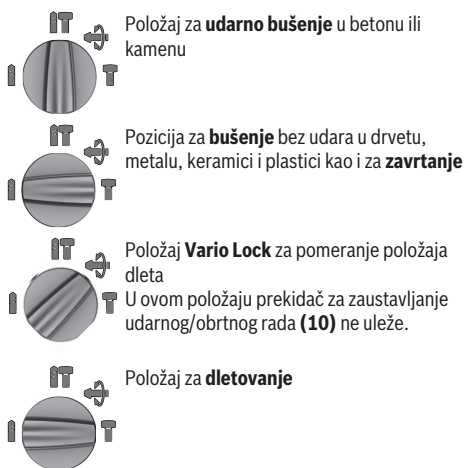 Položaj za udarno bušenje u betonu ili
kamenu
Pozicija za bušenje bez udara u drvetu,
metalu, keramici i plastici kao i za zavrtanje
Položaj Vario Lock za pomeranje položaja
dleta
U ovom položaju prekidač za zaustavljanje
udarnog/obrtnog rada (10) ne uleže.
Položaj za dletovanje